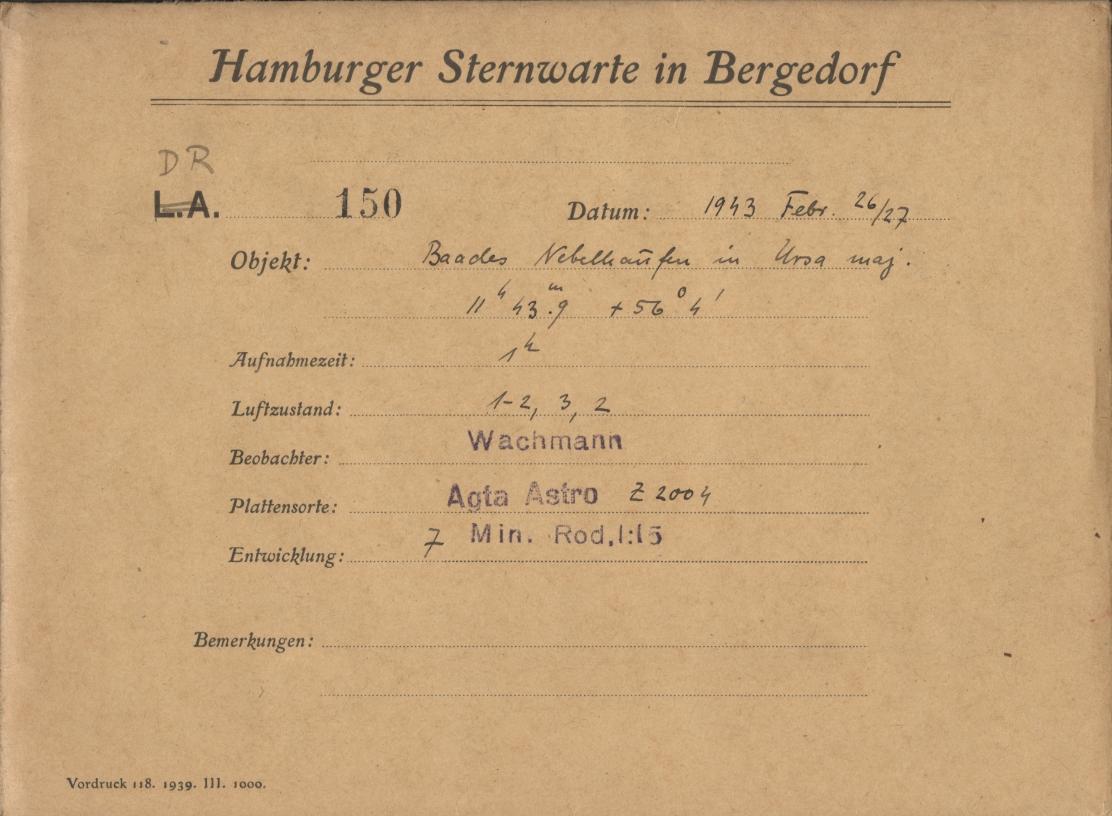 Hamburger Sternwarte in Bergedorf
DR
L.A. 150 Datum: 1943 Febr. 26/27
Objekt: Baades Nebelhaufen in Ursa maj.
11h 43m.9 +56° 4'
Aufnahmezeit: 1h
Luftzustand: 1-2, 3, 2
Beobachter: Wachmann
Plattensorte: Agfa Astro Z 2004
Entwicklung: 7 Min. Rod,1:15
Bemerkungen:
Vordruck 118. 1939. III. 1000.